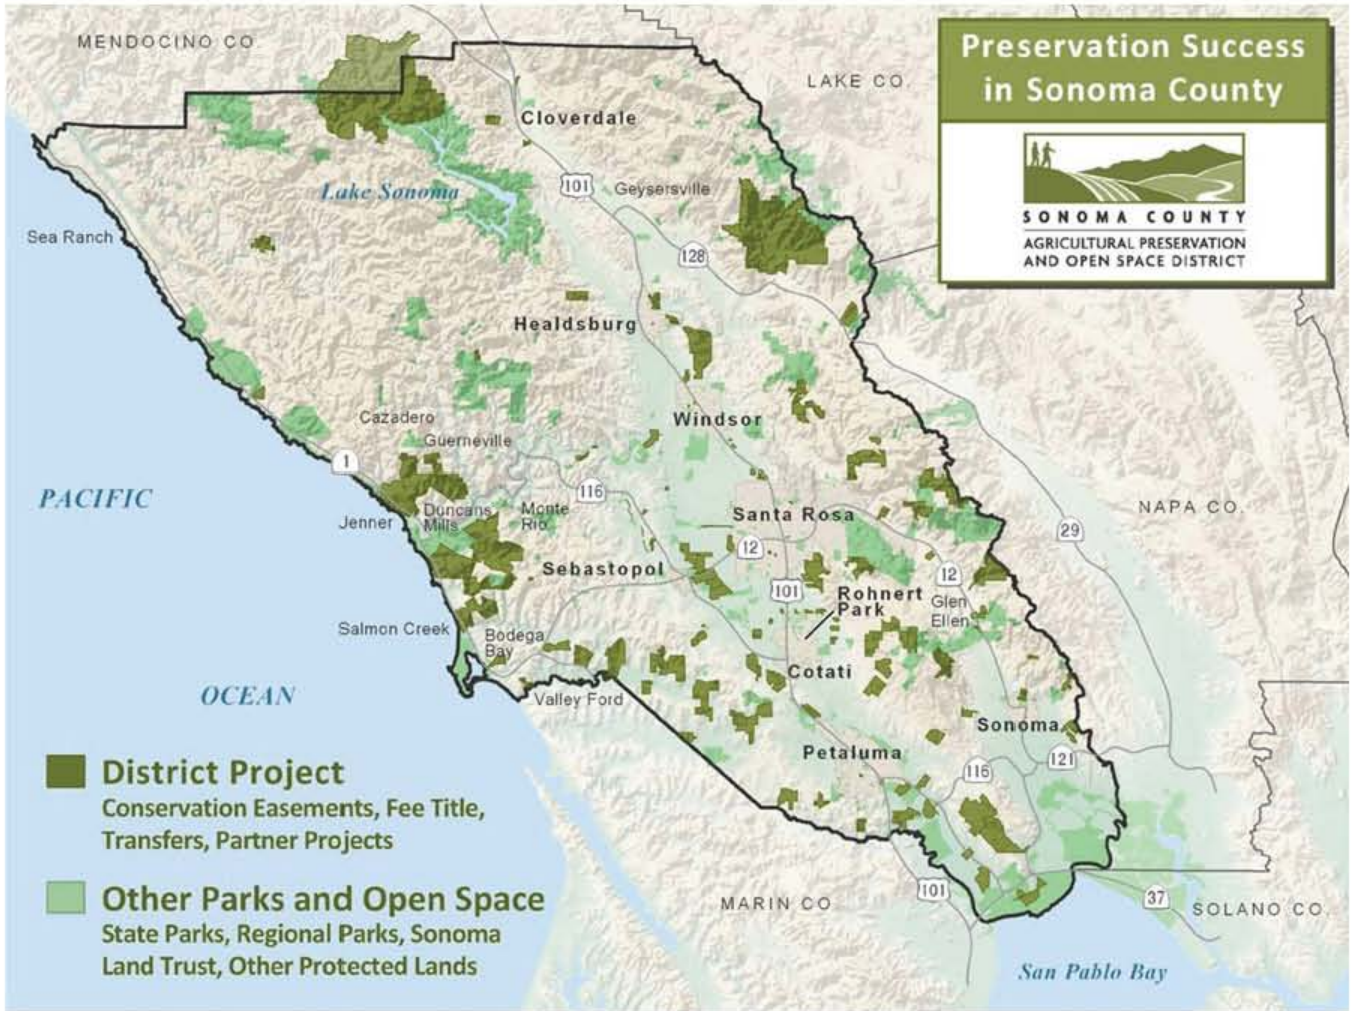 Preservation Success
in Sonoma County
SONOMA COUNTY
AGRICULTURAL PRESERVATION
AND OPEN SPACE DISTRICT
MENDOCINO CO
LAKE CO.
Cloverdale
101
Geysersville
Lake Sonoma
Sea Ranch
128
Healdsburg
Windsor
Cazadero
Guerneville
1
116
PACIFIC
Jenner
Duncans
Mills
Monte
Rio
Santa Rosa
NAPA CO.
29
12
Sebastopol
101
12
Rohnert
Park
Glen
Ellen
Salmon Creek
Bodega
Bay
Cotati
OCEAN
Valley Ford
Sonoma
Petaluma
121
116
District Project
Conservation Easements, Fee Title,
Transfers, Partner Projects
Other Parks and Open Space
State Parks, Regional Parks, Sonoma
Land Trust, Other Protected Lands
MARIN CO
101
37
SOLANO CO.
San Pablo Bay